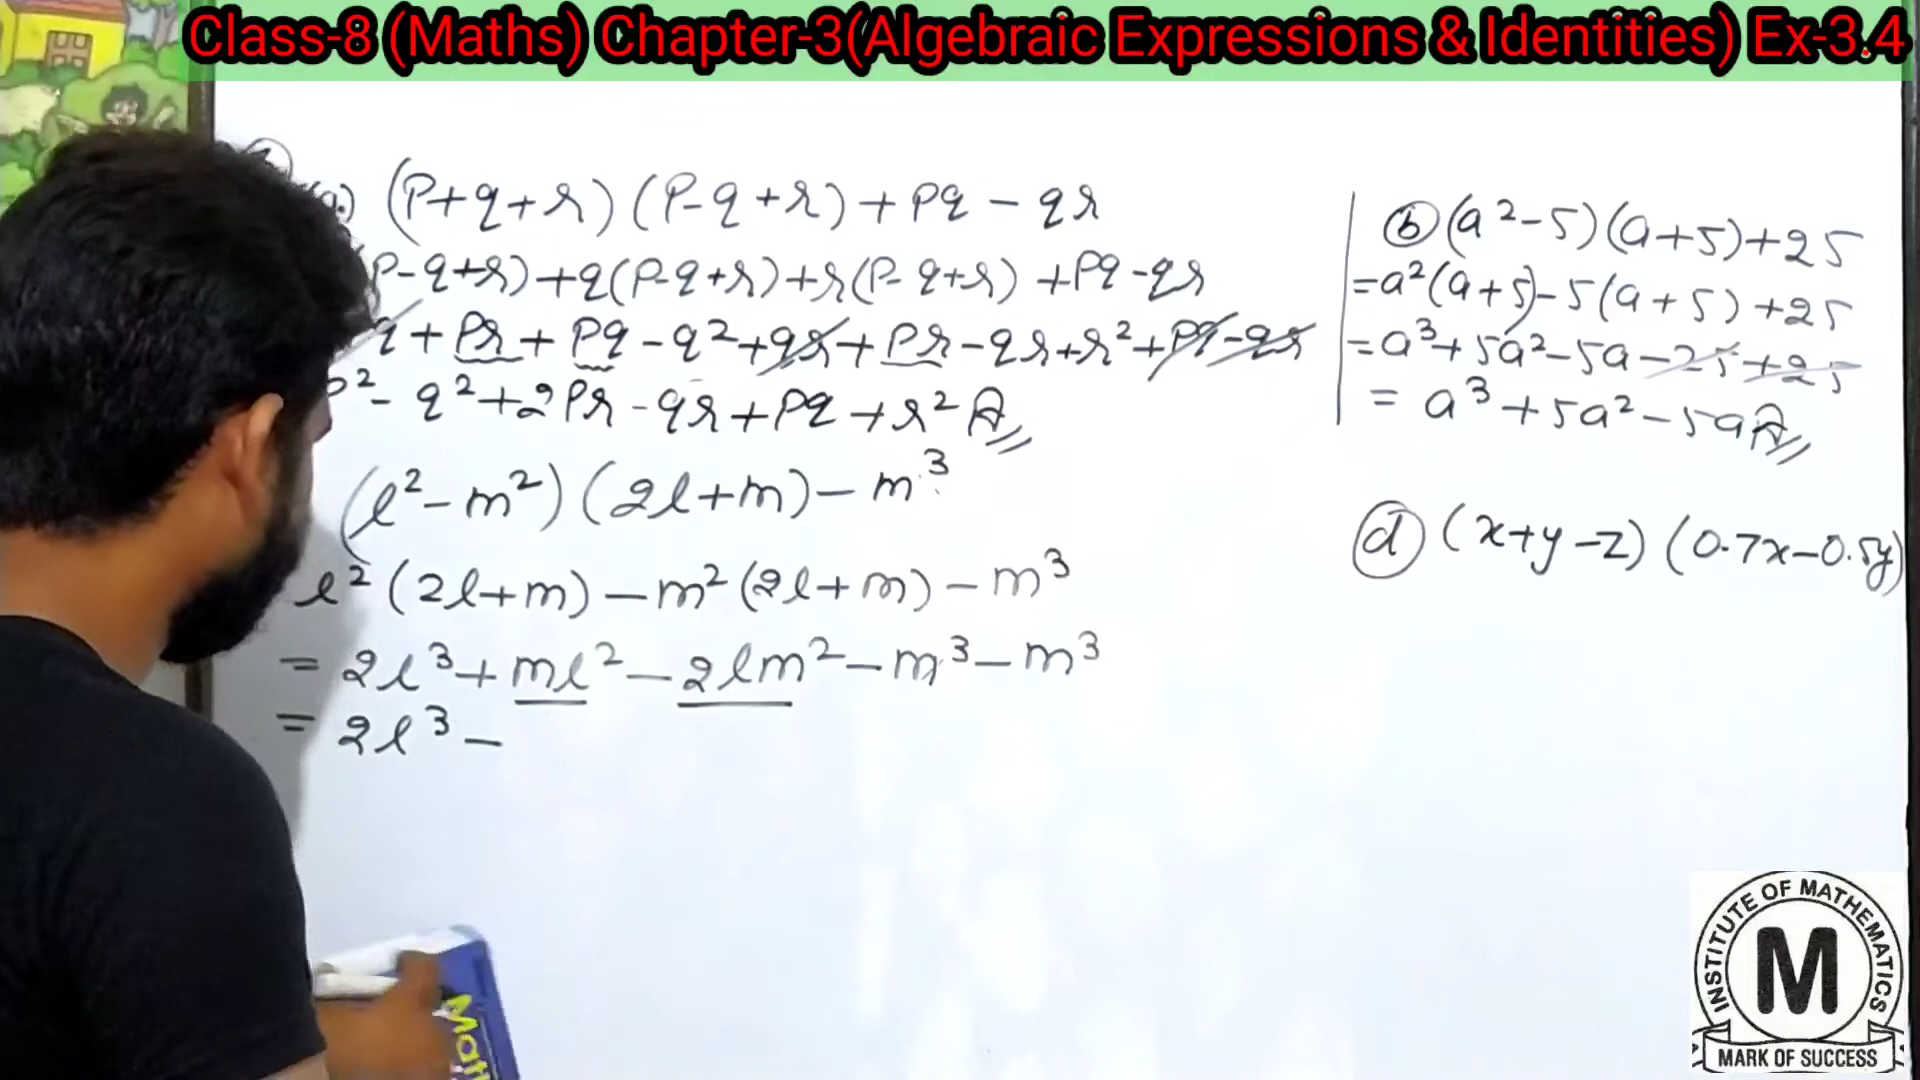 Class-8 (Maths) Chapter-3(Algebraic Expressions & Identities) Ex-3.4
(a) (P+q+r) (P-q+r) + Pq - qr
P-q+r) + q(P-q+r) + r(P-q+r) + Pq - qr
q + Pr + Pq - q² + qr + Pr - qr + r² + Pq - qr
P² - q² + 2Pr - qr + Pq + r² A
(l² - m²) (2l+m) - m³
l² (2l+m) - m² (2l+m) - m³
= 2l³ + ml² - 2lm² - m³ - m³
= 2l³ -
(b) (a² - 5) (a+5) + 25
= a² (a+5) - 5 (a+5) + 25
= a³ + 5a² - 5a - 25 + 25
= a³ + 5a² - 5a A
(d) (x+y-z) (0.7x-0.5y)
Math
INSTITUTE OF MATHEMATICS
M
MARK OF SUCCESS